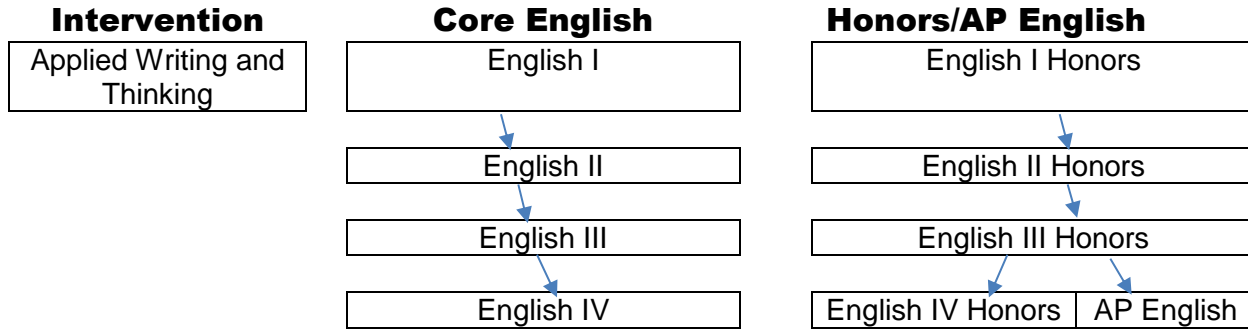 Intervention
Applied Writing and
Thinking
Core English
English I
English II
English III
English IV
Honors/AP English
English I Honors
English II Honors
English III Honors
English IV Honors
AP English